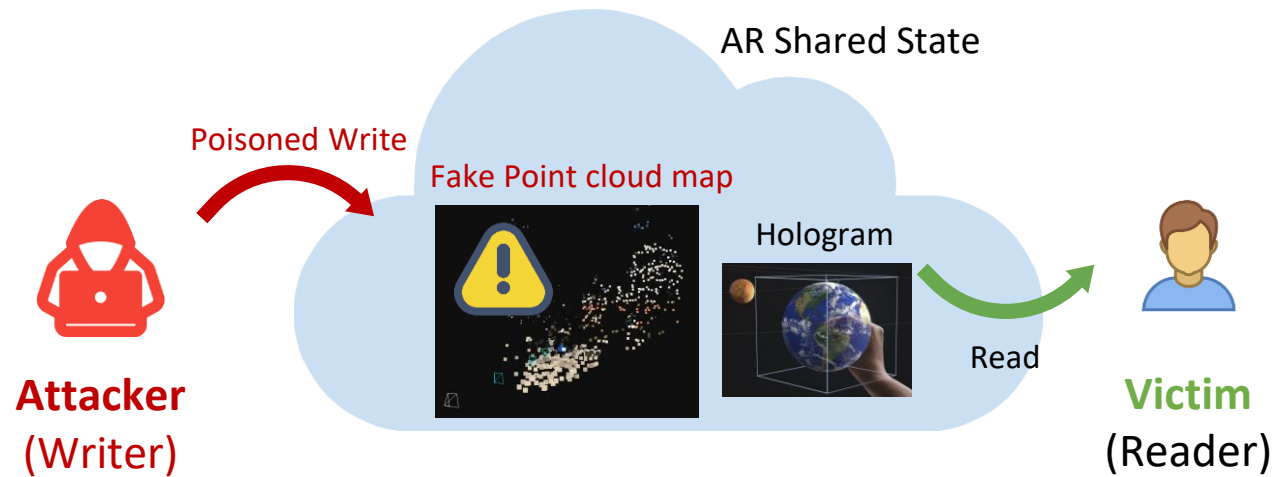 AR Shared State
Poisoned Write
Fake Point cloud map
Hologram
Read
Attacker
(Writer)
Victim
(Reader)